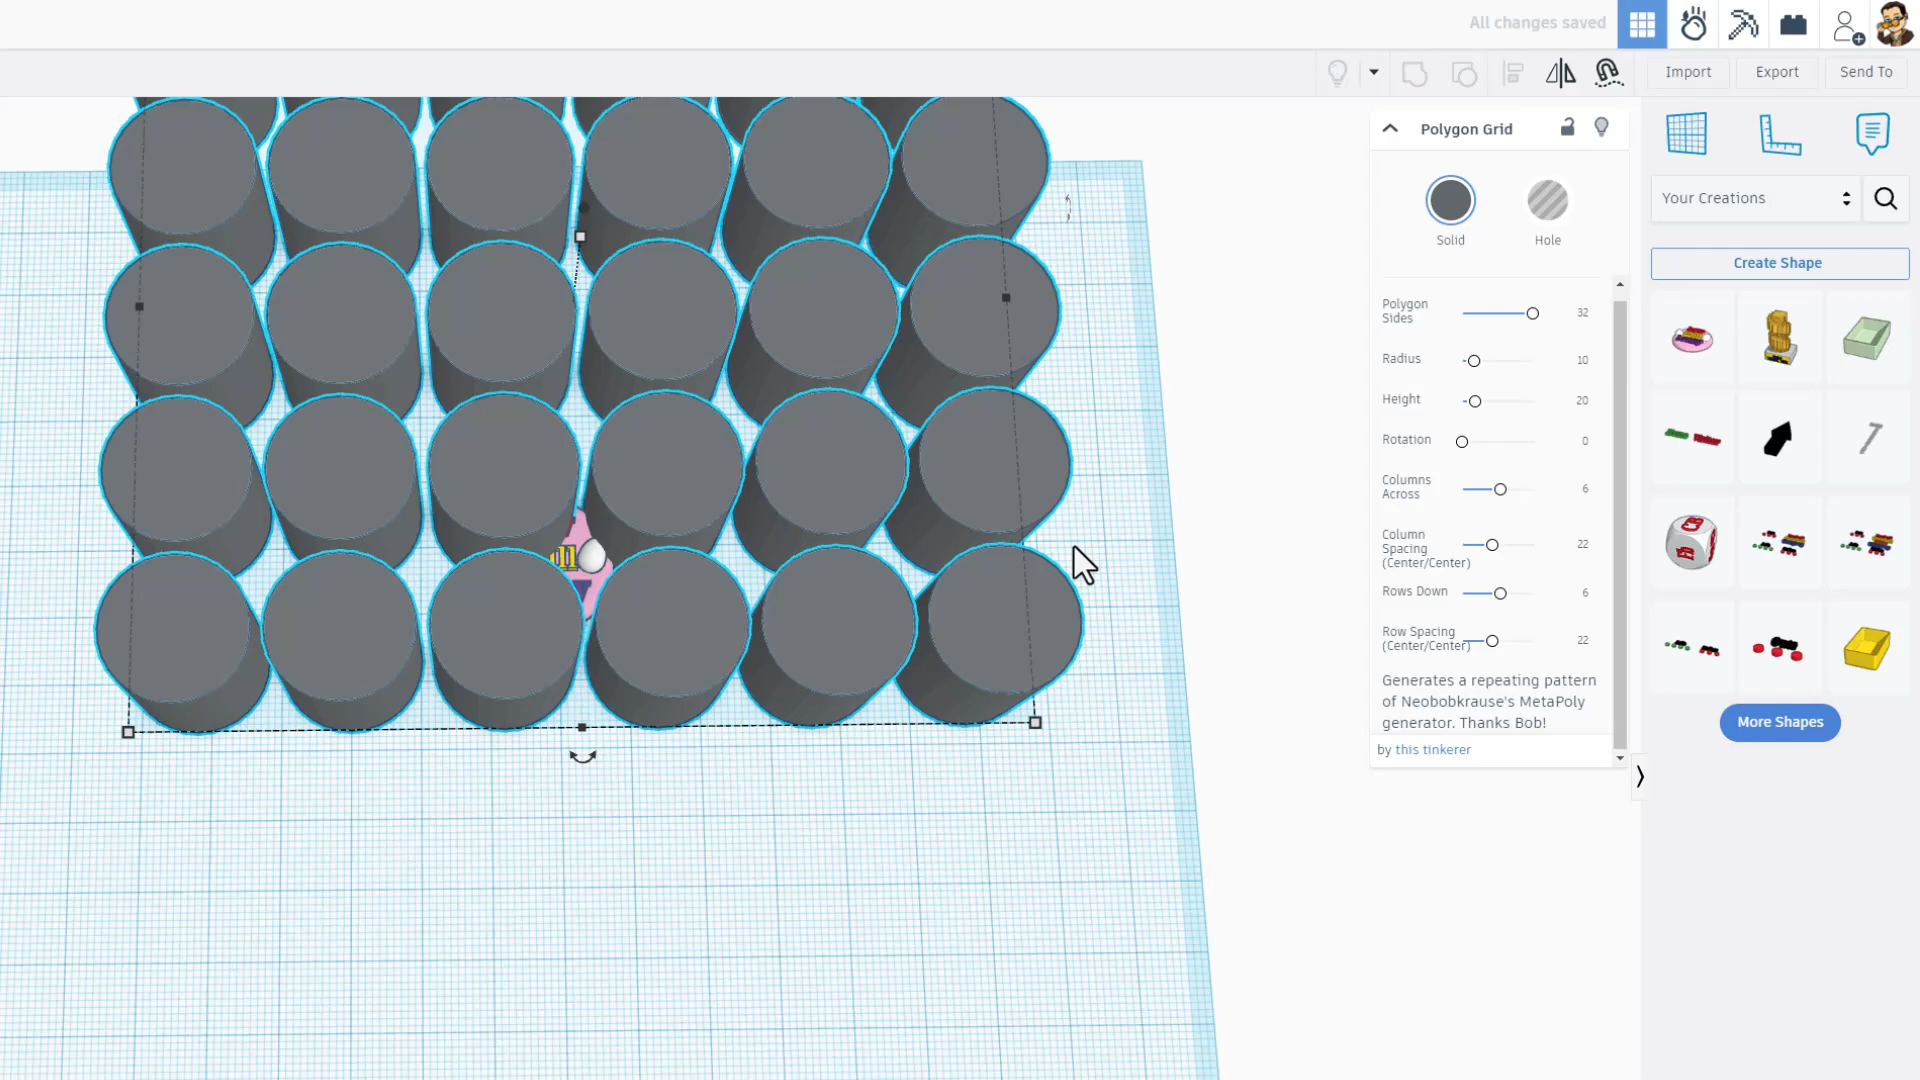 All changes saved
Import
Export
Send To
Polygon Grid
Solid
Hole
Polygon
Sides
32
Radius
10
Height
20
Rotation
0
Columns
Across
6
Column
Spacing
(Center/Center)
22
Rows Down
6
Row Spacing
(Center/Center)
22
Generates a repeating pattern
of Neobobkrause's MetaPoly
generator. Thanks Bob!
by this tinkerer
Your Creations
Create Shape
More Shapes